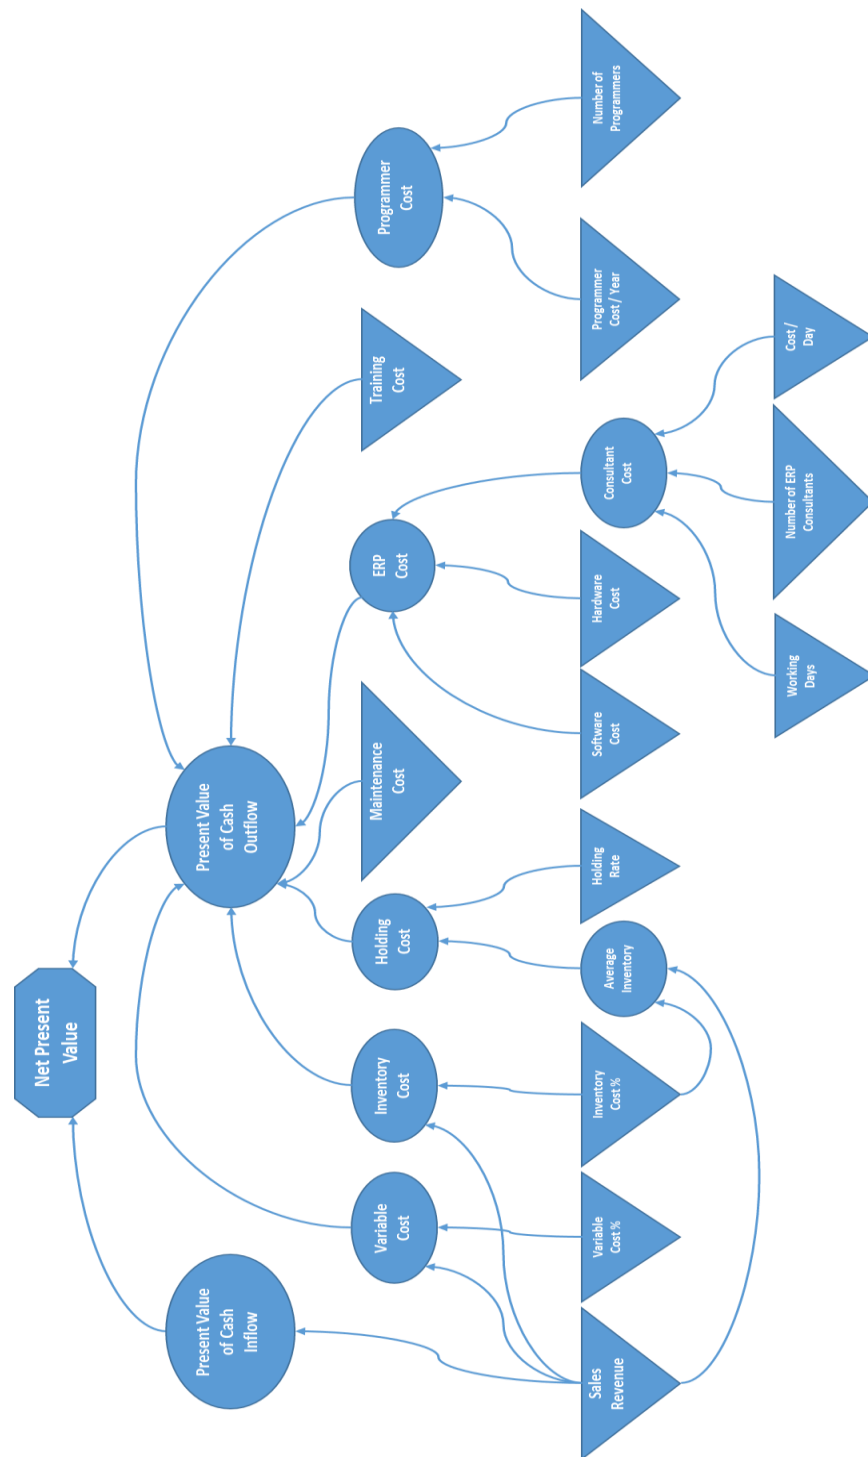 Net Present
Value
Present Value
of Cash
Inflow
Present Value
of Cash
Outflow
Variable
Cost
Inventory
Cost
Holding
Cost
Maintenance
Cost
ERP
Cost
Training
Cost
Programmer
Cost
Sales
Revenue
Variable
Cost %
Inventory
Cost %
Average
Inventory
Holding
Rate
Software
Cost
Hardware
Cost
Consultant
Cost
Programmer
Cost / Year
Number of
Programmers
Working
Days
Number of ERP
Consultants
Cost /
Day